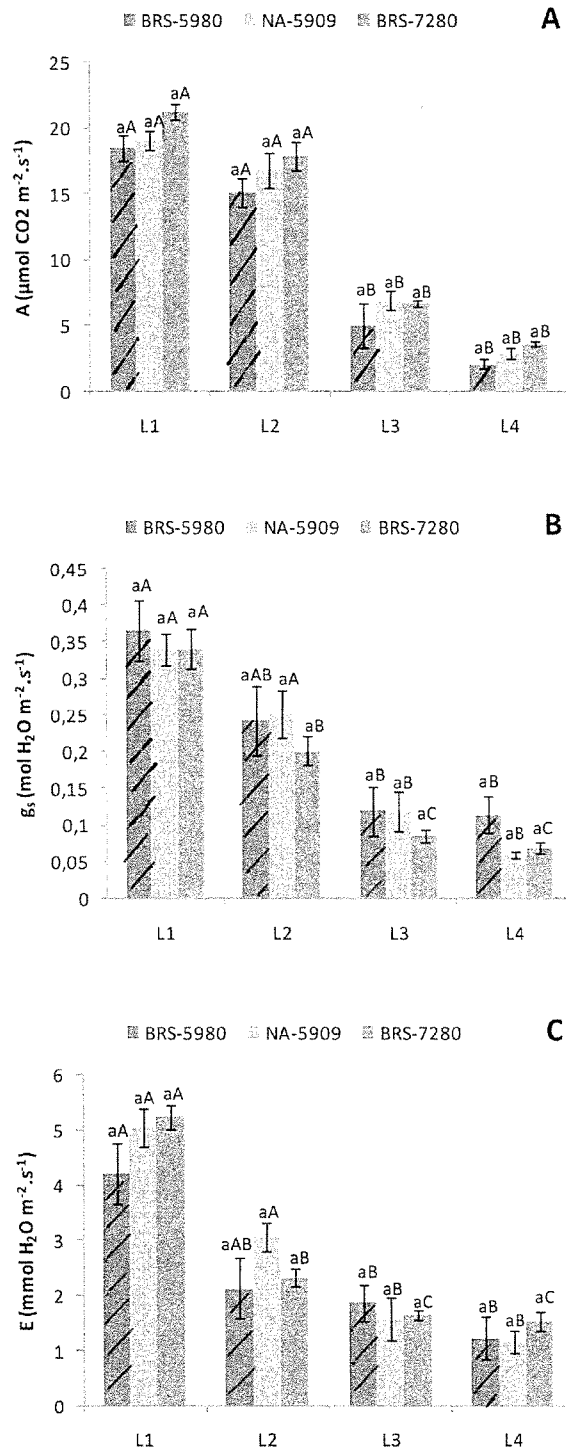 BRS-5980 NA-5909 BRS-7280
A
25
20
15
10
5
0
A (µmol CO2 m⁻².s⁻¹)
aA aA aA
aA aA aA
aB aB aB
aB aB aB
L1 L2 L3 L4
BRS-5980 NA-5909 BRS-7280
B
0,45
0,4
0,35
0,3
0,25
0,2
0,15
0,1
0,05
0
gₛ (mol H₂O m⁻².s⁻¹)
aA aA aA
aAB aA aB
aB aB aC
aB aB aC
L1 L2 L3 L4
BRS-5980 NA-5909 BRS-7280
C
6
5
4
3
2
1
0
E (mmol H₂O m⁻².s⁻¹)
aA aA aA
aAB aA aB
aB aB aC
aB aB aC
L1 L2 L3 L4